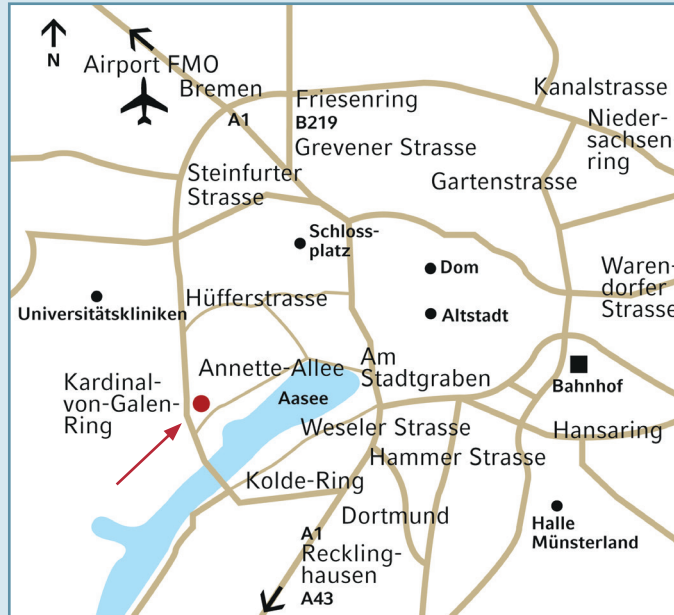 N
Airport FMO
Bremen
A1
Friesenring
B219
Grevener Strasse
Kanalstrasse
Nieder-
sachsen-
ring
Steinfurter
Strasse
Gartenstrasse
Schloss-
platz
Dom
Waren-
dorfer
Strasse
Universitätskliniken
Hüfferstrasse
Altstadt
Annette-Allee
Am
Stadtgraben
Kardinal-
von-Galen-
Ring
Aasee
Bahnhof
Weseler Strasse
Hansaring
Hammer Strasse
Kolde-Ring
Dortmund
A1
Reckling-
hausen
A43
Halle
Münsterland